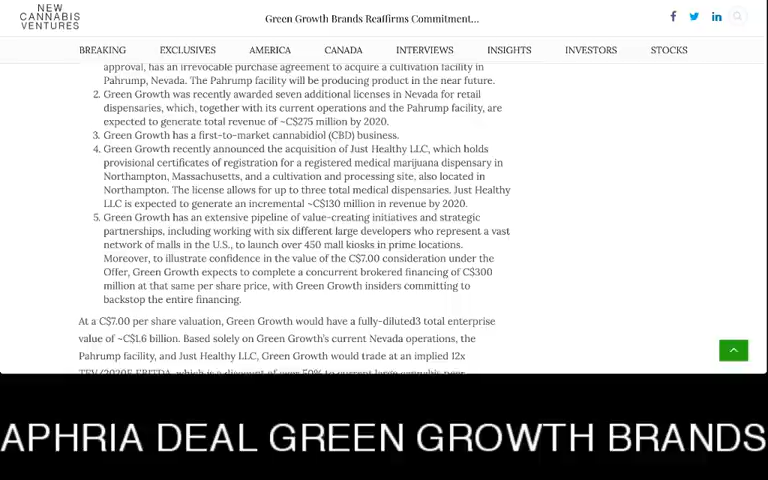 NEW
CANNABIS
VENTURES
Green Growth Brands Reaffirms Commitment...
BREAKING EXCLUSIVES AMERICA CANADA INTERVIEWS INSIGHTS INVESTORS STOCKS
approval, has an irrevocable purchase agreement to acquire a cultivation facility in
Pahrump, Nevada. The Pahrump facility will be producing product in the near future.
2. Green Growth was recently awarded seven additional licenses in Nevada for retail
dispensaries, which, together with its current operations and the Pahrump facility, are
expected to generate total revenue of ~C$275 million by 2020.
3. Green Growth has a first-to-market cannabidiol (CBD) business.
4. Green Growth recently announced the acquisition of Just Healthy LLC, which holds
provisional certificates of registration for a registered medical marijuana dispensary in
Northampton, Massachusetts, and a cultivation and processing site, also located in
Northampton. The license allows for up to three total medical dispensaries. Just Healthy
LLC is expected to generate an incremental ~C$130 million in revenue by 2020.
5. Green Growth has an extensive pipeline of value-creating initiatives and strategic
partnerships, including working with six different large developers who represent a vast
network of malls in the U.S., to launch over 450 mall kiosks in prime locations.
Moreover, to illustrate confidence in the value of the C$7.00 consideration under the
Offer, Green Growth expects to complete a concurrent brokered financing of C$300
million at that same per share price, with Green Growth insiders committing to
backstop the entire financing.
At a C$7.00 per share valuation, Green Growth would have a fully-diluted3 total enterprise
value of ~C$1.6 billion. Based solely on Green Growth's current Nevada operations, the
Pahrump facility, and Just Healthy LLC, Green Growth would trade at an implied 12x
TEV/2020E EBITDA, which is a discount of over 50% to current large cannabis peer
APHRIA DEAL GREEN GROWTH BRANDS